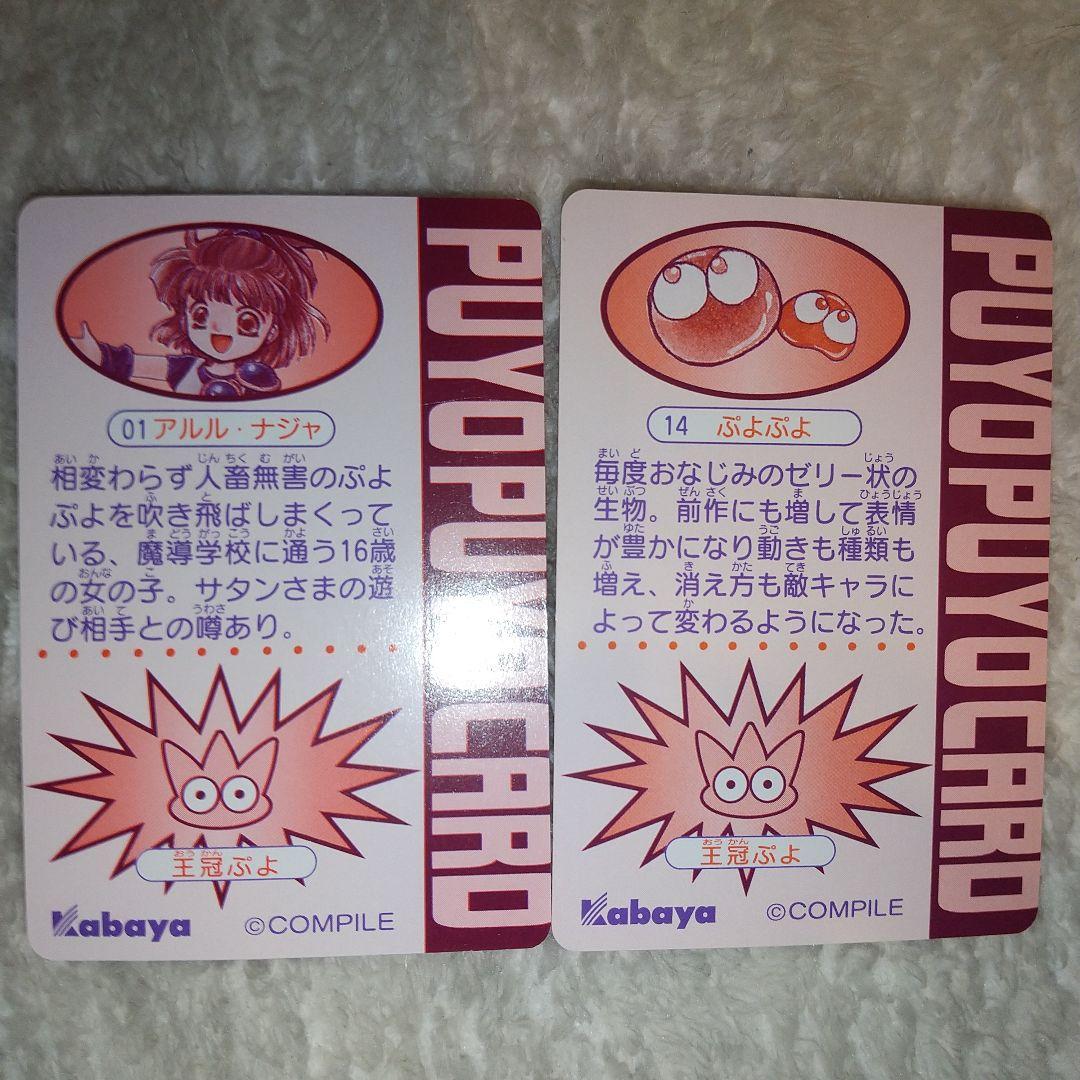 01 アルル・ナジャ
相変わらず人畜無害のぷよ
ぷよを吹き飛ばしまくって
いる、魔導学校に通う16歳
の女の子。サタンさまの遊
び相手との噂あり。
王冠ぷよ
Kabaya
©COMPILE
PUYOPUYO CARD
14 ぷよぷよ
毎度おなじみのゼリー状の
生物。前作にも増して表情
が豊かになり動きも種類も
増え、消え方も敵キャラに
よって変わるようになった。
王冠ぷよ
Kabaya
©COMPILE
PUYOPUYO CARD